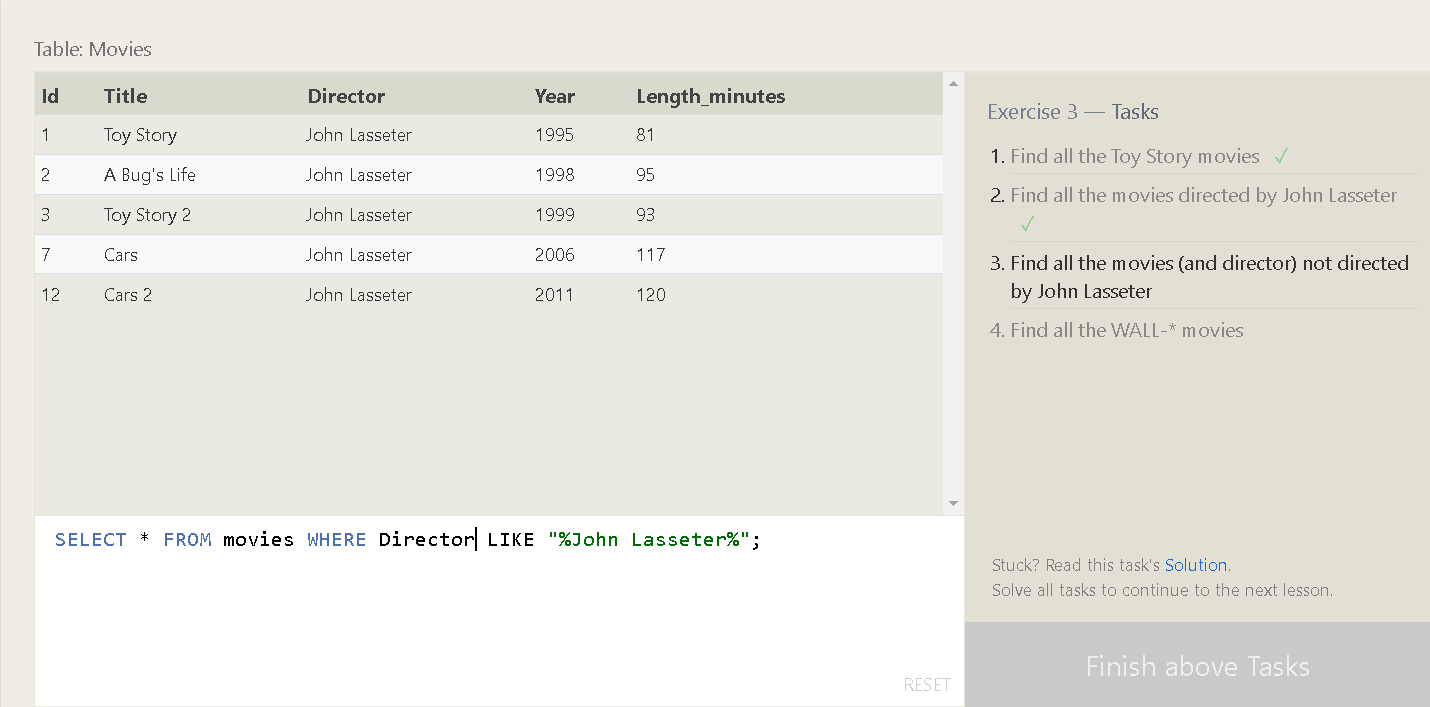 Table: Movies
Id Title Director Year Length_minutes
1 Toy Story John Lasseter 1995 81
2 A Bug's Life John Lasseter 1998 95
3 Toy Story 2 John Lasseter 1999 93
7 Cars John Lasseter 2006 117
12 Cars 2 John Lasseter 2011 120
SELECT * FROM movies WHERE Director LIKE "%John Lasseter%";
RESET
Exercise 3 — Tasks
1. Find all the Toy Story movies ✓
2. Find all the movies directed by John Lasseter
✓
3. Find all the movies (and director) not directed
by John Lasseter
4. Find all the WALL-* movies
Stuck? Read this task's Solution.
Solve all tasks to continue to the next lesson.
Finish above Tasks